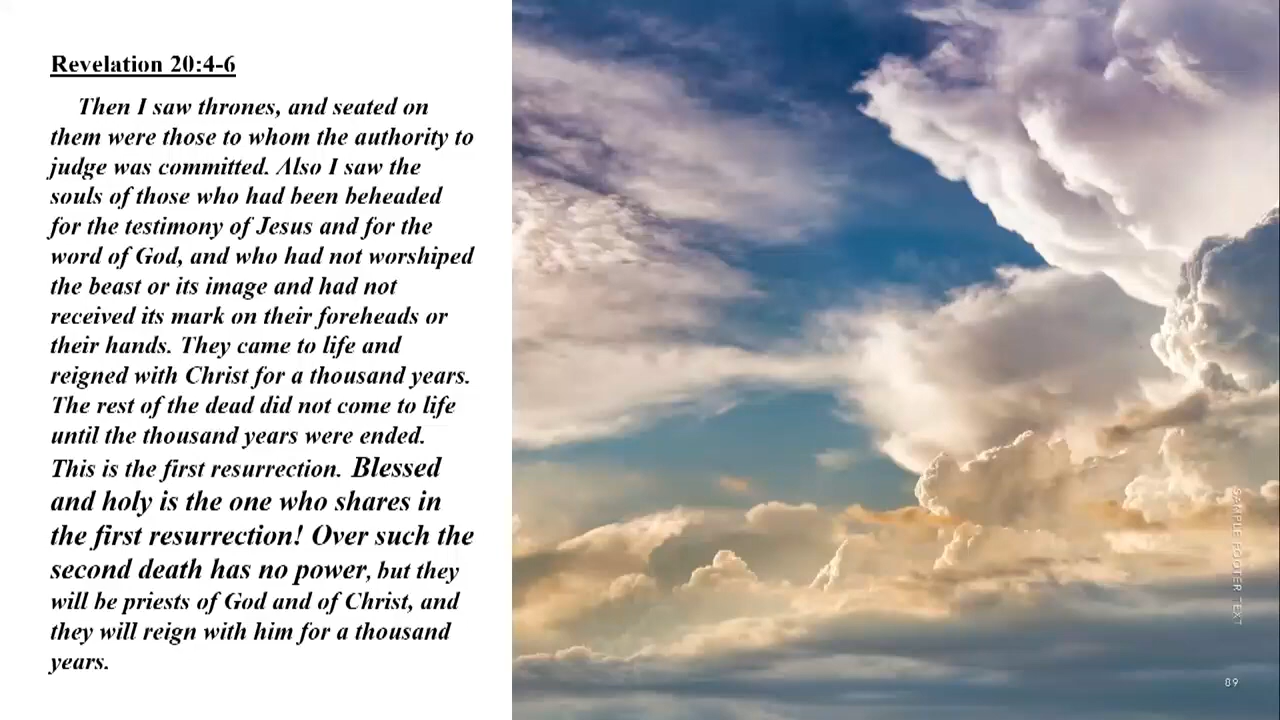 Revelation 20:4-6
Then I saw thrones, and seated on
them were those to whom the authority to
judge was committed. Also I saw the
souls of those who had been beheaded
for the testimony of Jesus and for the
word of God, and who had not worshiped
the beast or its image and had not
received its mark on their foreheads or
their hands. They came to life and
reigned with Christ for a thousand years.
The rest of the dead did not come to life
until the thousand years were ended.
This is the first resurrection. Blessed
and holy is the one who shares in
the first resurrection! Over such the
second death has no power, but they
will be priests of God and of Christ, and
they will reign with him for a thousand
years.
SAMPLE FOOTER TEXT
89